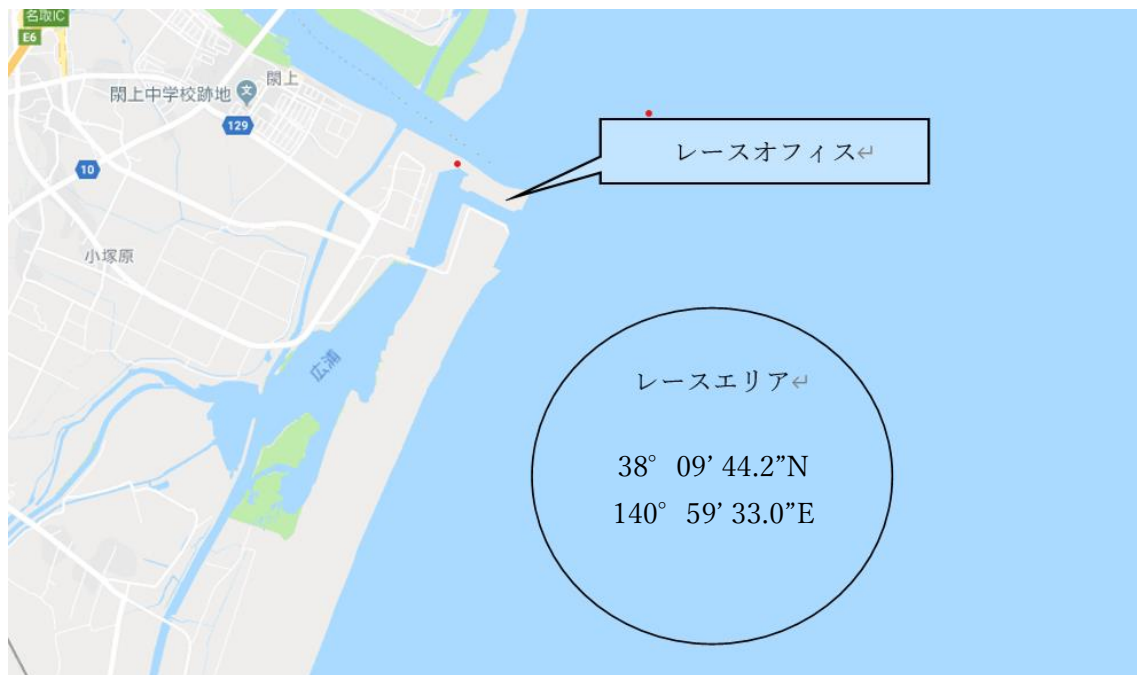 名取IC
E6
閖上
閖上中学校跡地
文
129
レースオフィス↵
10
小塚原
広浦
レースエリア↵
38° 09’ 44.2”N
140° 59’ 33.0”E